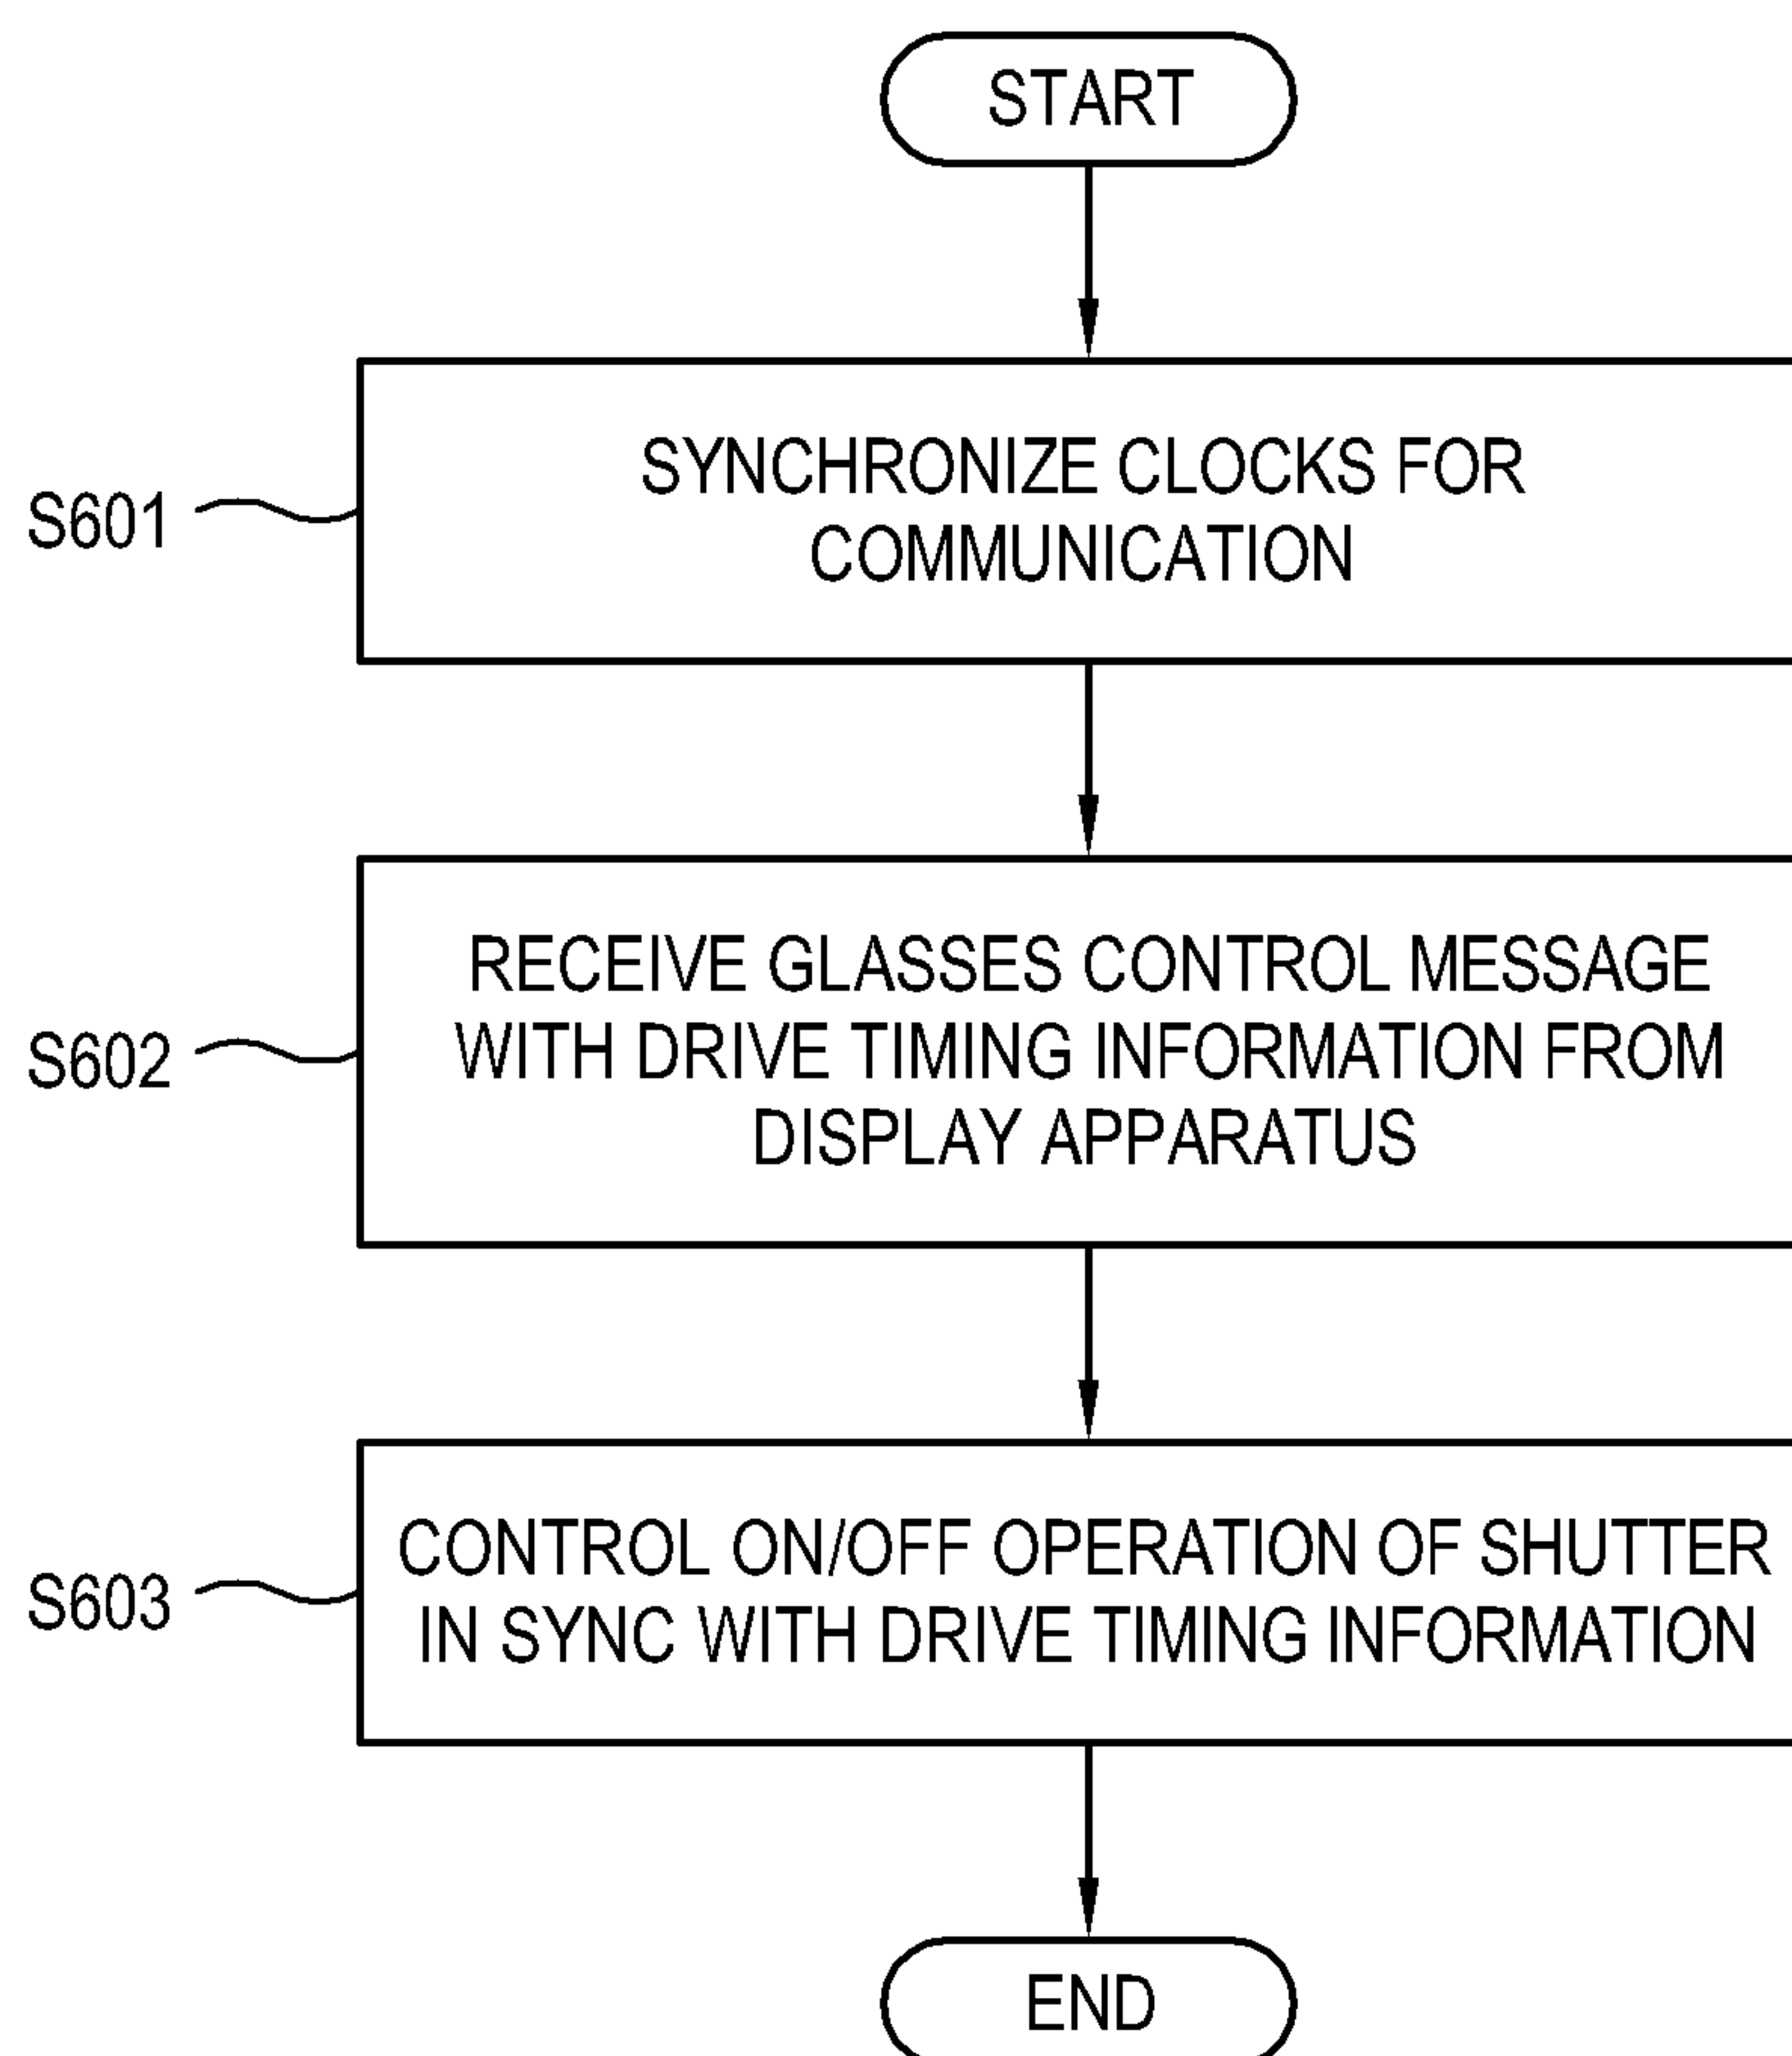 START
S601
SYNCHRONIZE CLOCKS FOR
COMMUNICATION
S602
RECEIVE GLASSES CONTROL MESSAGE
WITH DRIVE TIMING INFORMATION FROM
DISPLAY APPARATUS
S603
CONTROL ON/OFF OPERATION OF SHUTTER
IN SYNC WITH DRIVE TIMING INFORMATION
END